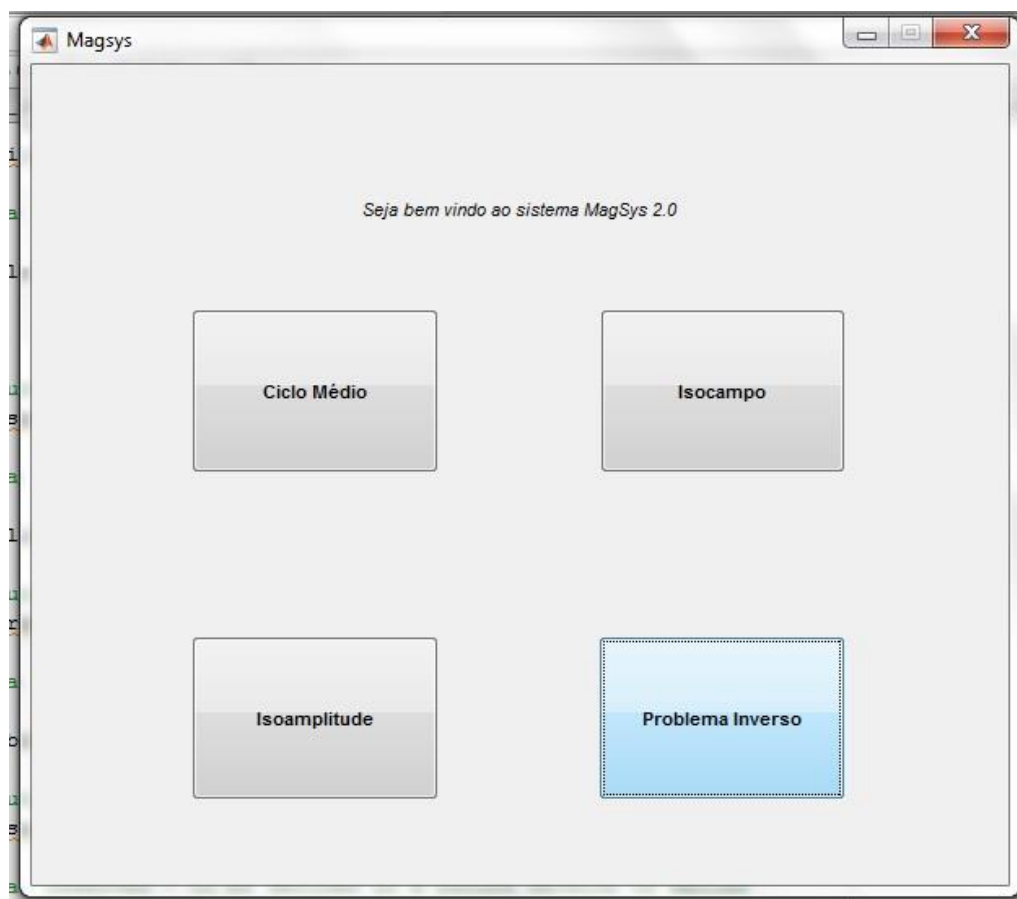 Magsys
Seja bem vindo ao sistema MagSys 2.0
Ciclo Médio
Isocampo
Isoamplitude
Problema Inverso